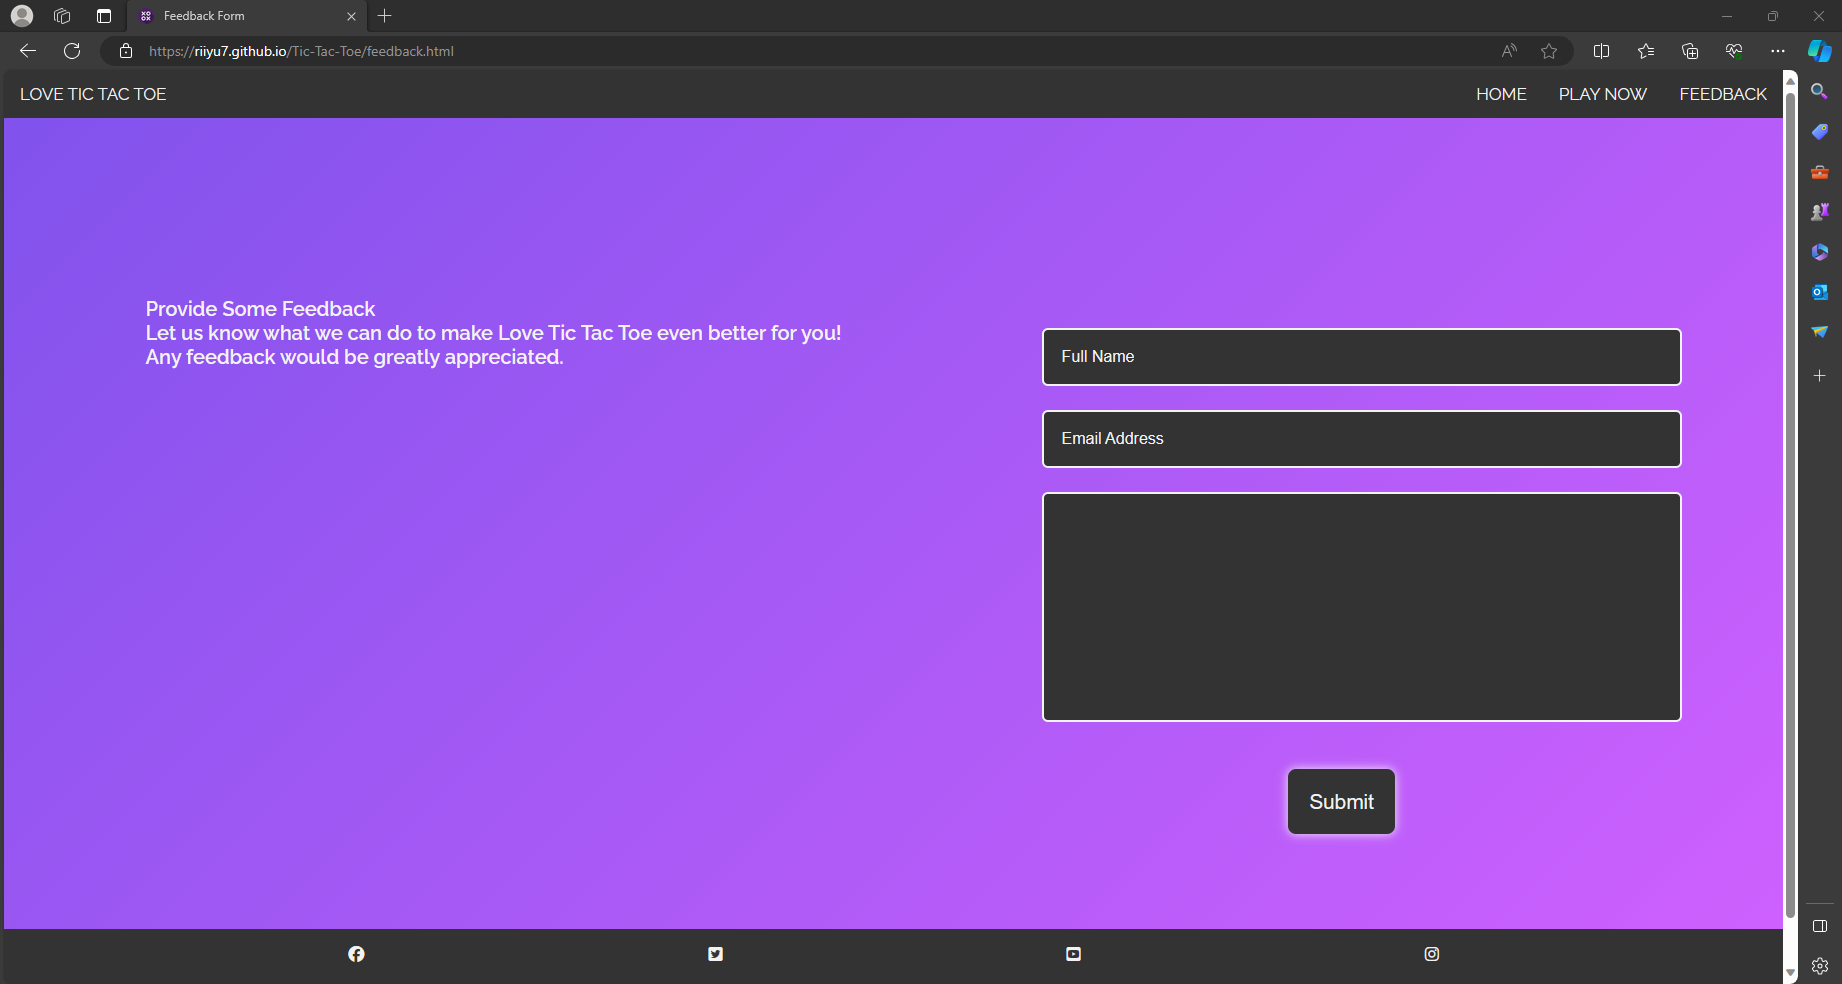 Feedback Form
https://riiyu7.github.io/Tic-Tac-Toe/feedback.html
LOVE TIC TAC TOE
HOME PLAY NOW FEEDBACK
Provide Some Feedback
Let us know what we can do to make Love Tic Tac Toe even better for you!
Any feedback would be greatly appreciated.
Full Name
Email Address
Submit